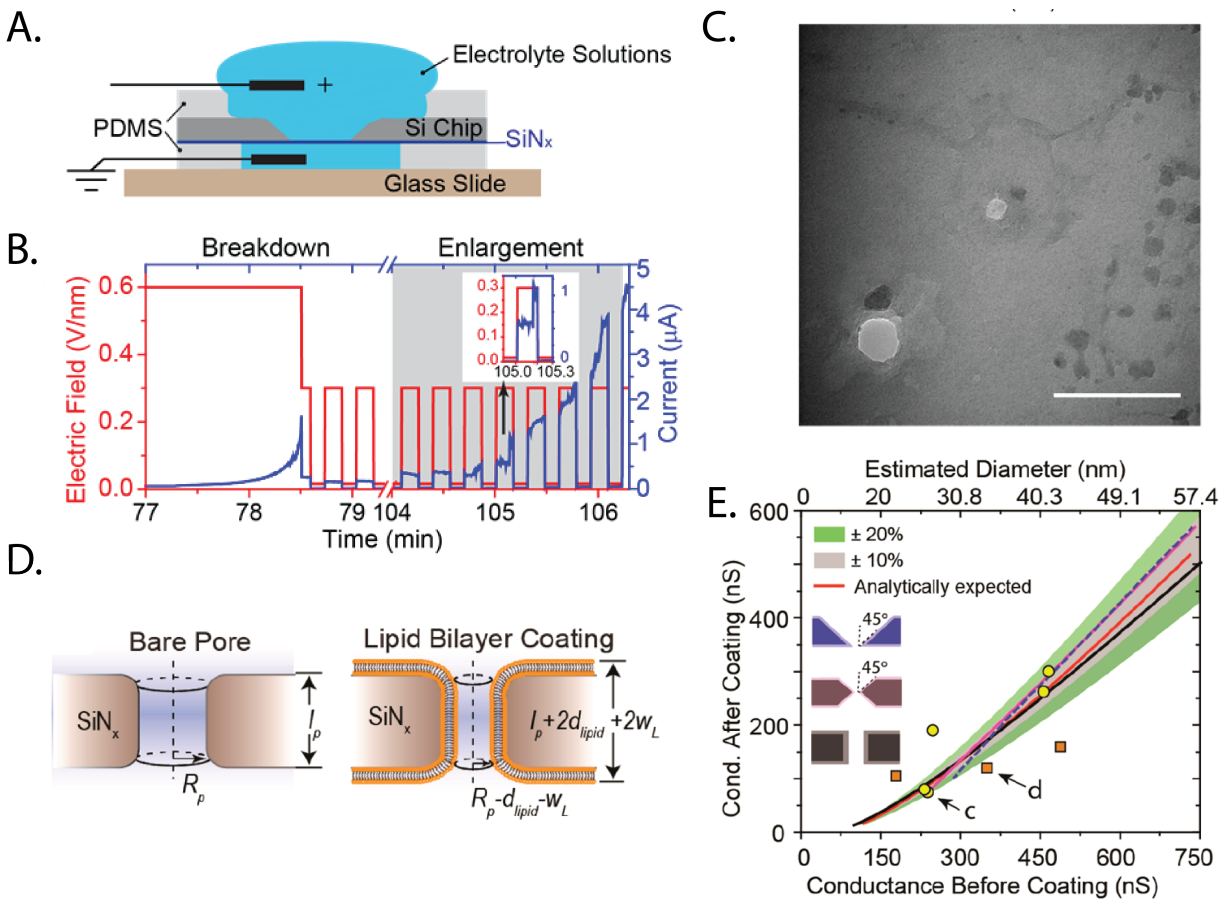 A.
Electrolyte Solutions
+
PDMS
Si Chip
SiNx
Glass Slide
B.
Breakdown
Enlargement
Electric Field (V/nm)
0.6
0.4
0.2
0.0
5
4
3
2
1
0
Current (µA)
0.3
0.2
0.1
0.0
1
0
105.0
105.3
77
78
79
104
105
106
Time (min)
C.
D.
Bare Pore
Lipid Bilayer Coating
SiNx
lp
Rp
SiNx
lp+2dlipid+2wL
Rp-dlipid-wL
E.
Estimated Diameter (nm)
0
20
30.8
40.3
49.1
57.4
Cond. After Coating (nS)
600
400
200
0
± 20%
± 10%
Analytically expected
45°
45°
c
d
0
150
300
450
600
750
Conductance Before Coating (nS)